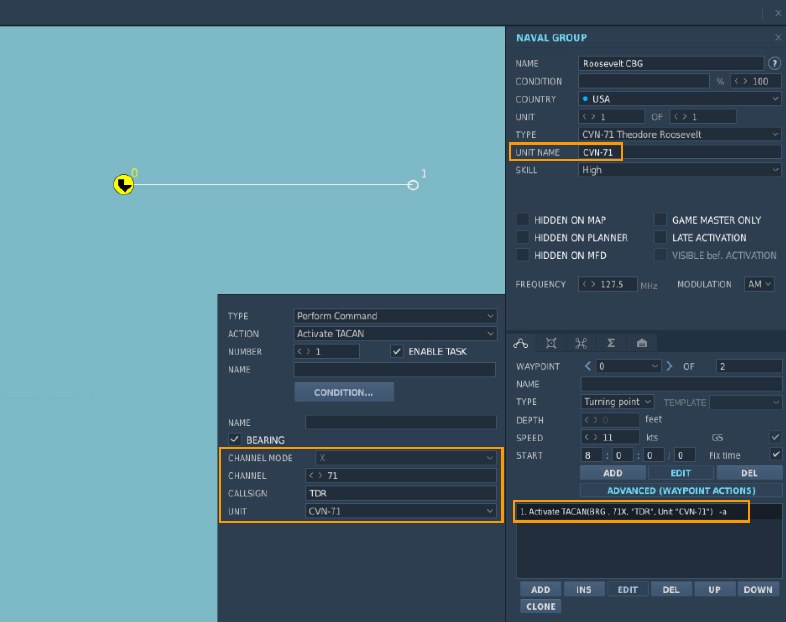 NAVAL GROUP
NAME Roosevelt CBG ?
CONDITION % < > 100
COUNTRY USA
UNIT < > 1 OF < > 1
TYPE CVN-71 Theodore Roosevelt
UNIT NAME CVN-71
SKILL High
HIDDEN ON MAP GAME MASTER ONLY
HIDDEN ON PLANNER LATE ACTIVATION
HIDDEN ON MFD VISIBLE bef. ACTIVATION
FREQUENCY < > 127.5 MHz MODULATION AM
0
1
TYPE Perform Command
ACTION Activate TACAN
NUMBER < > 1 ENABLE TASK
NAME
CONDITION...
NAME
BEARING
CHANNEL MODE X
CHANNEL < > 71
CALLSIGN TDR
UNIT CVN-71
Σ
WAYPOINT < 0 > OF 2
NAME
TYPE Turning point TEMPLATE
DEPTH < > 0 feet
SPEED < > 11 kts GS
START 8 : 0 : 0 / 0 Fix time
ADD EDIT DEL
ADVANCED (WAYPOINT ACTIONS)
1. Activate TACAN(BRG , 71X, "TDR", Unit "CVN-71") -a
ADD INS EDIT DEL UP DOWN
CLONE